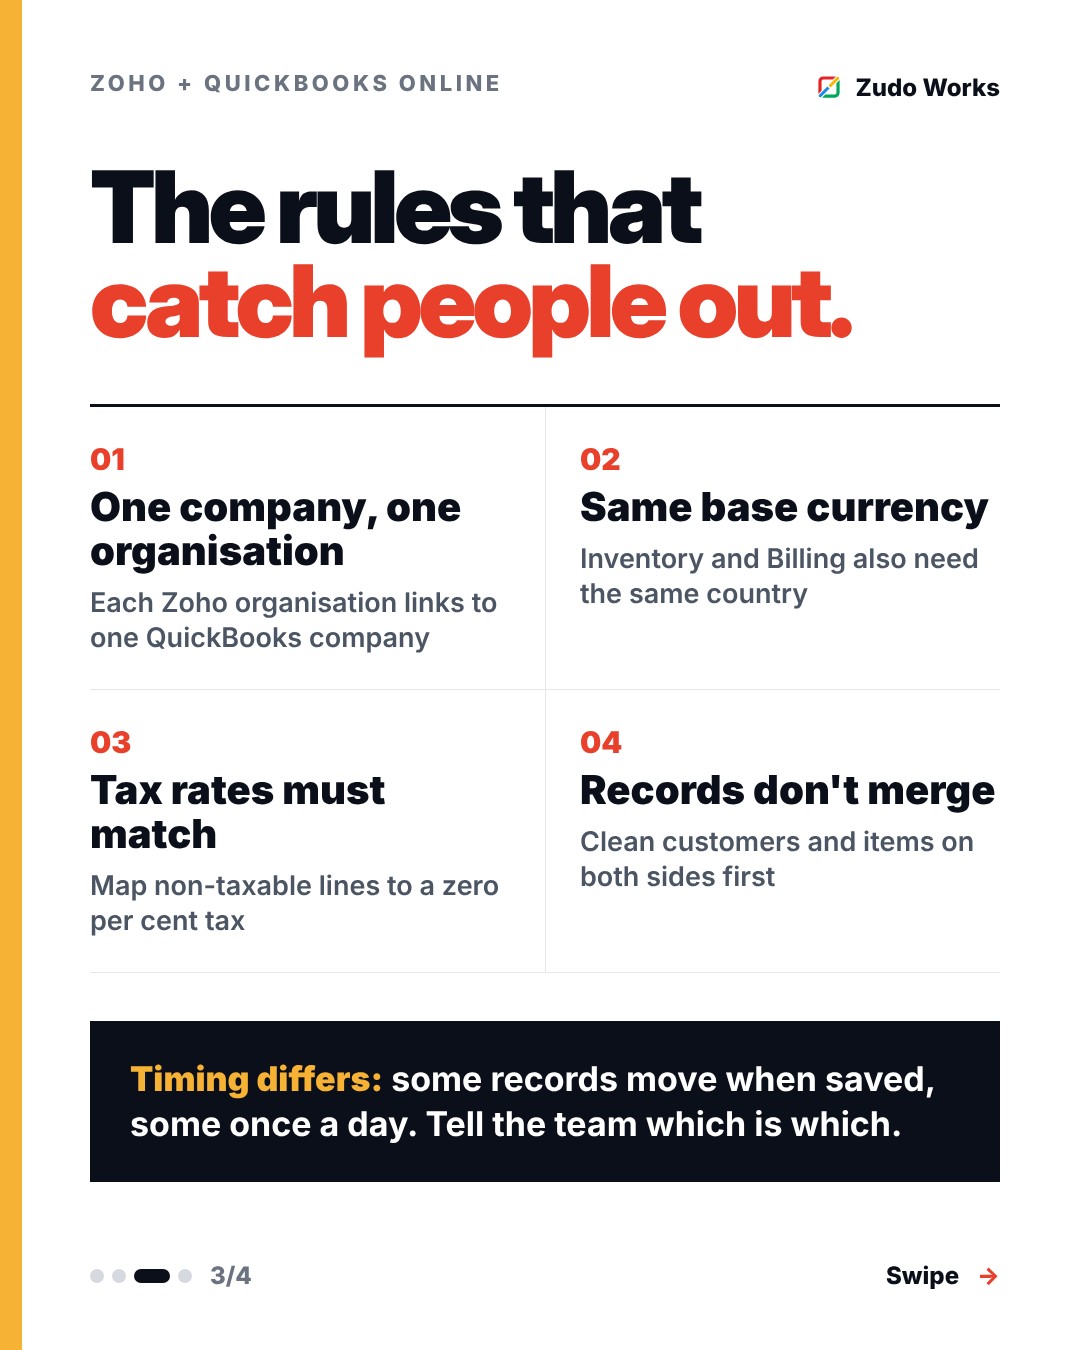 ZOHO + QUICKBOOKS ONLINE
Zudo Works
The rules that
catch people out.
01
One company, one
organisation
Each Zoho organisation links to
one QuickBooks company
02
Same base currency
Inventory and Billing also need
the same country
03
Tax rates must
match
Map non-taxable lines to a zero
per cent tax
04
Records don't merge
Clean customers and items on
both sides first
Timing differs: some records move when saved,
some once a day. Tell the team which is which.
3/4
Swipe →